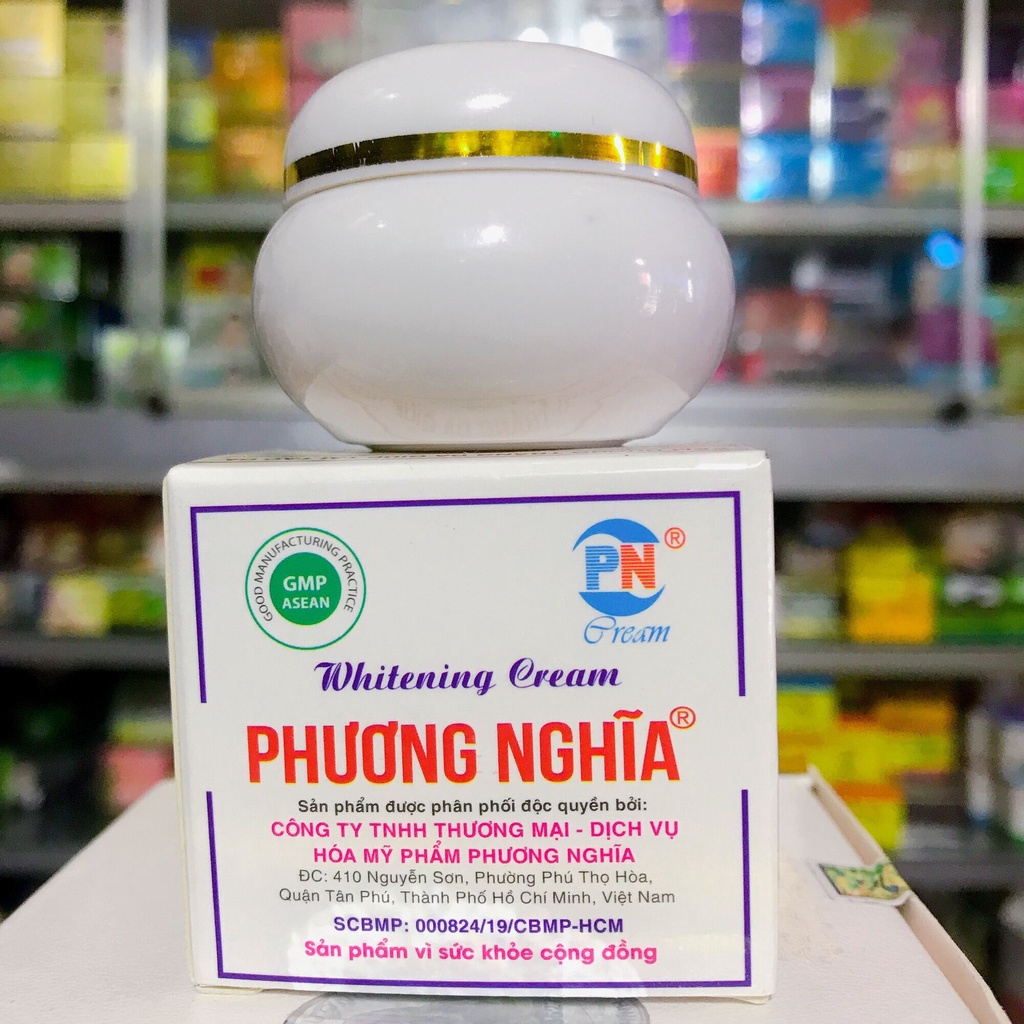 GOOD MANUFACTURING PRACTICE
GMP
ASEAN
PN®
Cream
Whitening Cream
PHƯƠNG NGHĨA®
Sản phẩm được phân phối độc quyền bởi:
CÔNG TY TNHH THƯƠNG MẠI - DỊCH VỤ
HÓA MỸ PHẨM PHƯƠNG NGHĨA
ĐC: 410 Nguyễn Sơn, Phường Phú Thọ Hòa,
Quận Tân Phú, Thành Phố Hồ Chí Minh, Việt Nam
SCBMP: 000824/19/CBMP-HCM
Sản phẩm vì sức khỏe cộng đồng